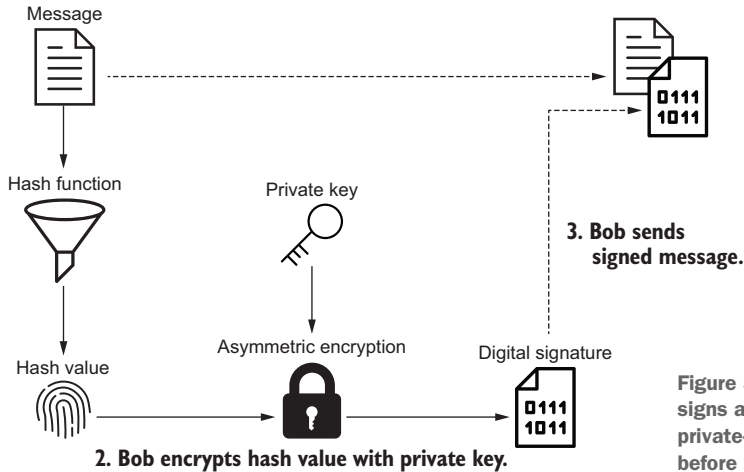 Message
0111
1011
Hash function
Private key
3. Bob sends
signed message.
Asymmetric encryption
Digital signature
Hash value
0111
1011
2. Bob encrypts hash value with private key.
Figure
signs a
private-
before